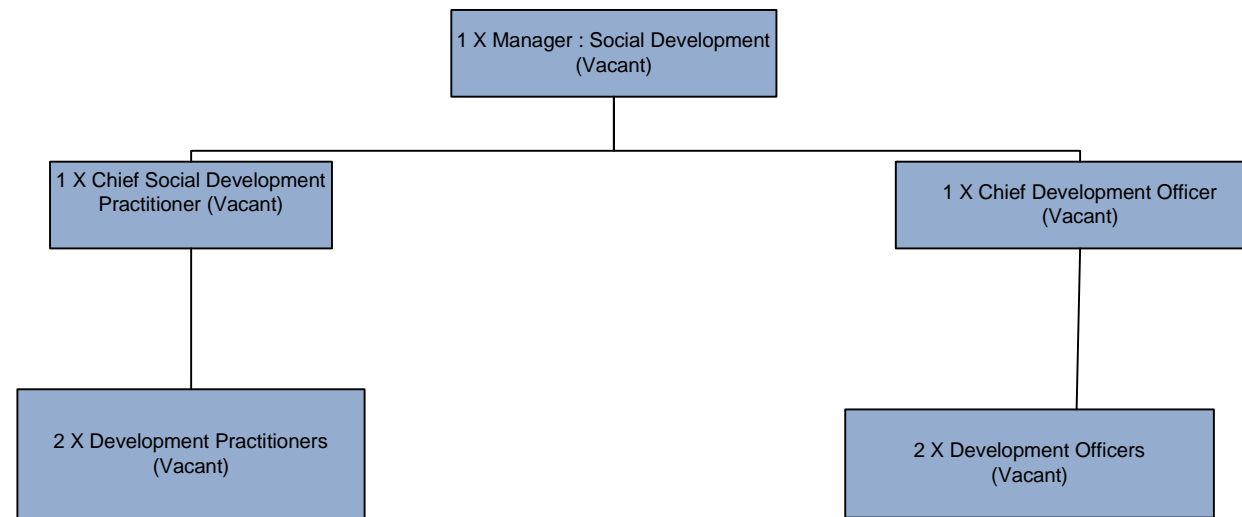 1 X Manager : Social Development
(Vacant)
1 X Chief Social Development
Practitioner (Vacant)
1 X Chief Development Officer
(Vacant)
2 X Development Practitioners
(Vacant)
2 X Development Officers
(Vacant)